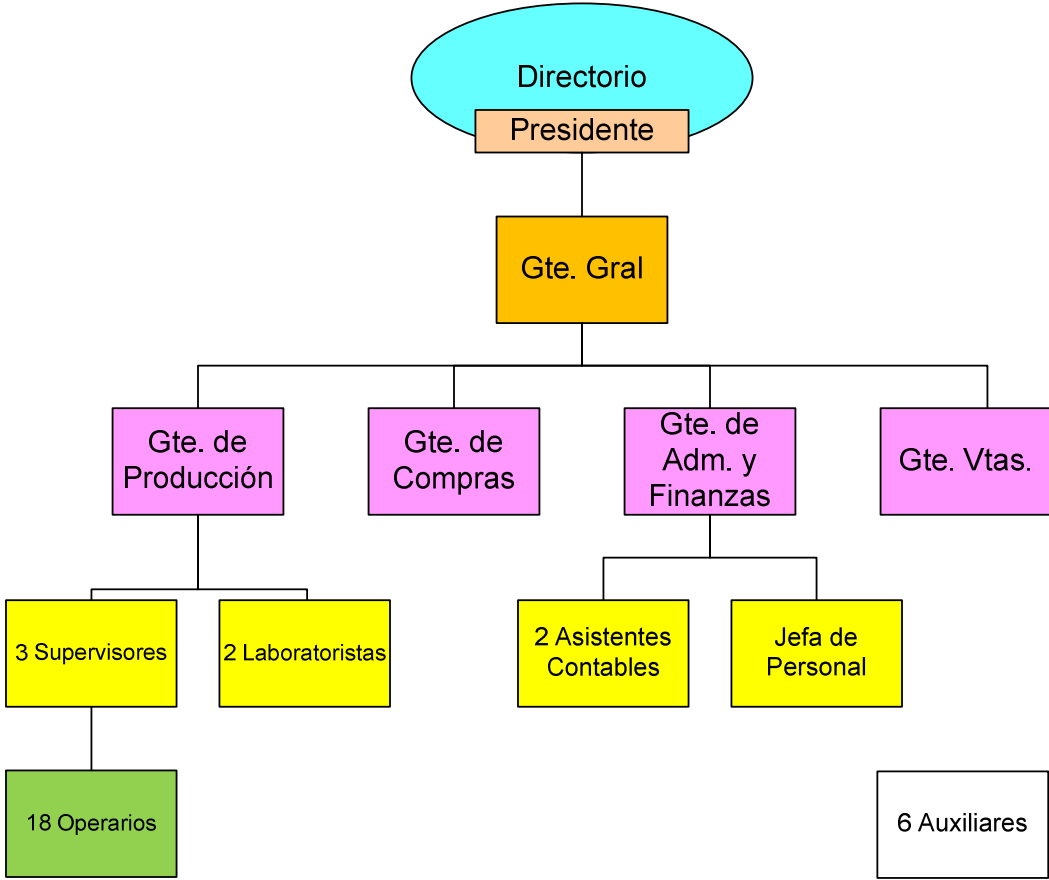 Directorio
Presidente
Gte. Gral
Gte. de
Producción
Gte. de
Compras
Gte. de
Adm. y
Finanzas
Gte. Vtas.
3 Supervisores
2 Laboratoristas
2 Asistentes
Contables
Jefa de
Personal
18 Operarios
6 Auxiliares